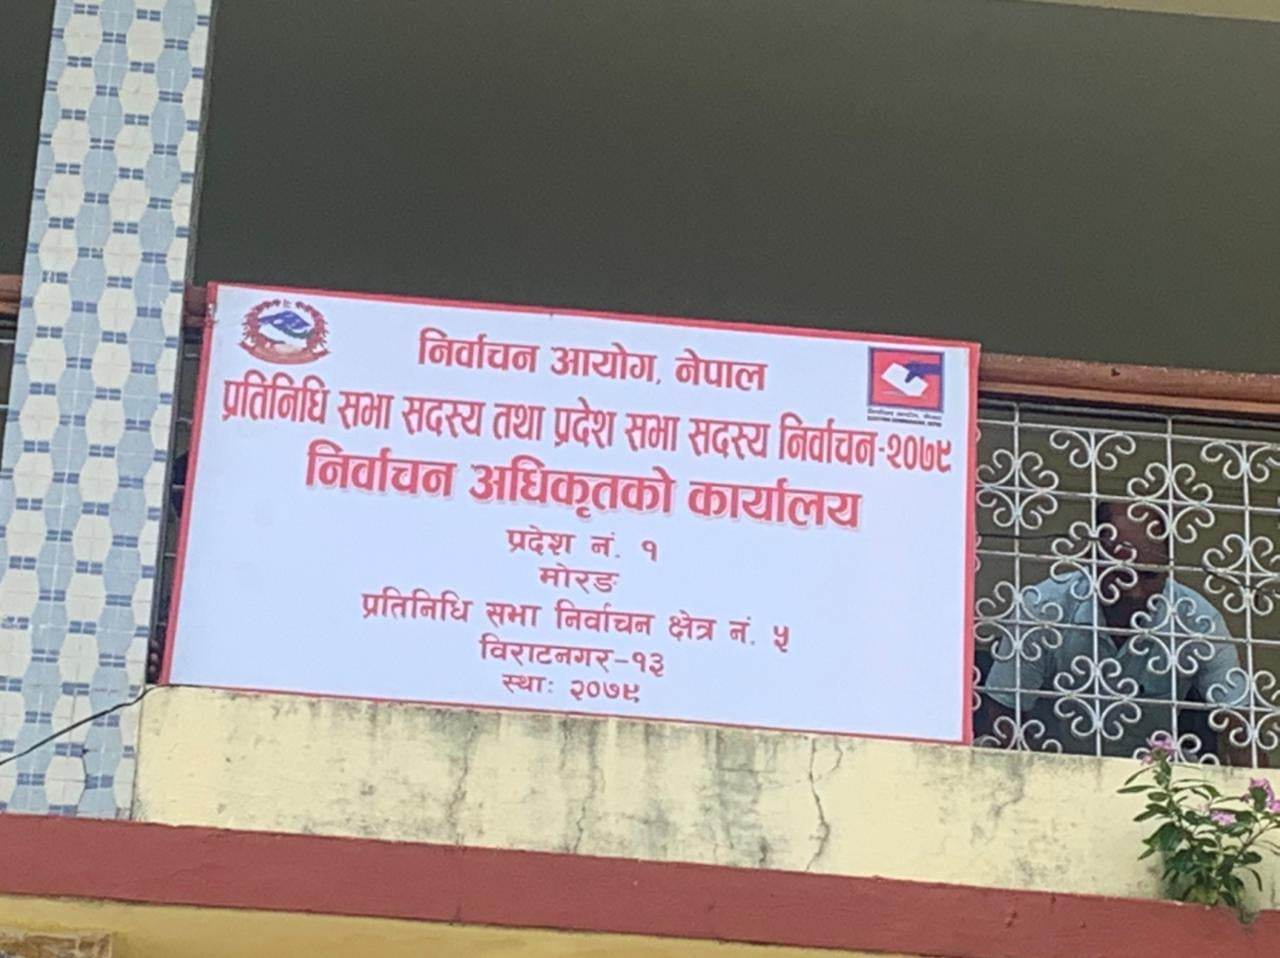 निर्वाचन आयोग, नेपाल
प्रतिनिधि सभा सदस्य तथा प्रदेश सभा सदस्य निर्वाचन-२०७९
निर्वाचन अधिकृतको कार्यालय
प्रदेश नं. १
मोरङ
प्रतिनिधि सभा निर्वाचन क्षेत्र नं. ५
विराटनगर-१३
स्था: २०७९